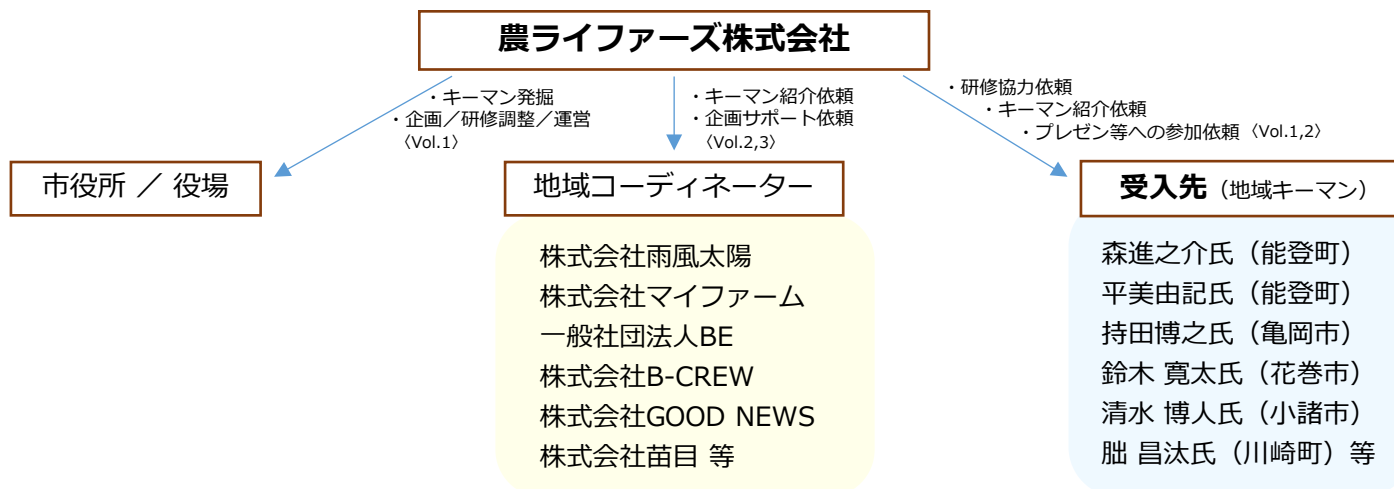 農ライファーズ株式会社
・キーマン発掘
・企画／研修調整／運営
〈Vol.1〉
・キーマン紹介依頼
・企画サポート依頼
〈Vol.2,3〉
・研修協力依頼
・キーマン紹介依頼
・プレゼン等への参加依頼〈Vol.1,2〉
市役所 ／ 役場
地域コーディネーター
受入先（地域キーマン）
株式会社雨風太陽
株式会社マイファーム
一般社団法人BE
株式会社B-CREW
株式会社GOOD NEWS
株式会社苗目 等
森進之介氏（能登町）
平美由記氏（能登町）
持田博之氏（亀岡市）
鈴木 寛太氏（花巻市）
清水 博人氏（小諸市）
朏 昌汰氏（川崎町）等